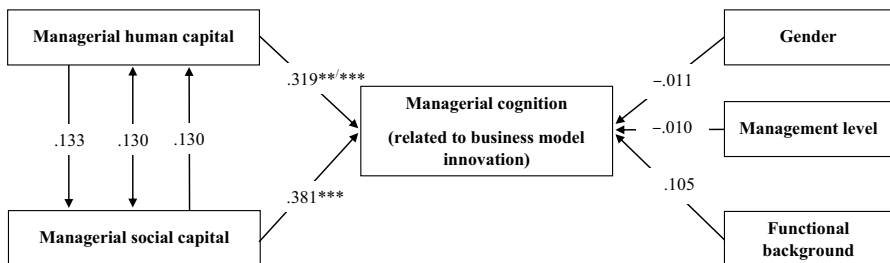 Managerial human capital
Gender
.319**/***
−.011
Managerial cognition
(related to business model
innovation)
.133
.130
.130
−.010
Management level
.381***
.105
Managerial social capital
Functional
background